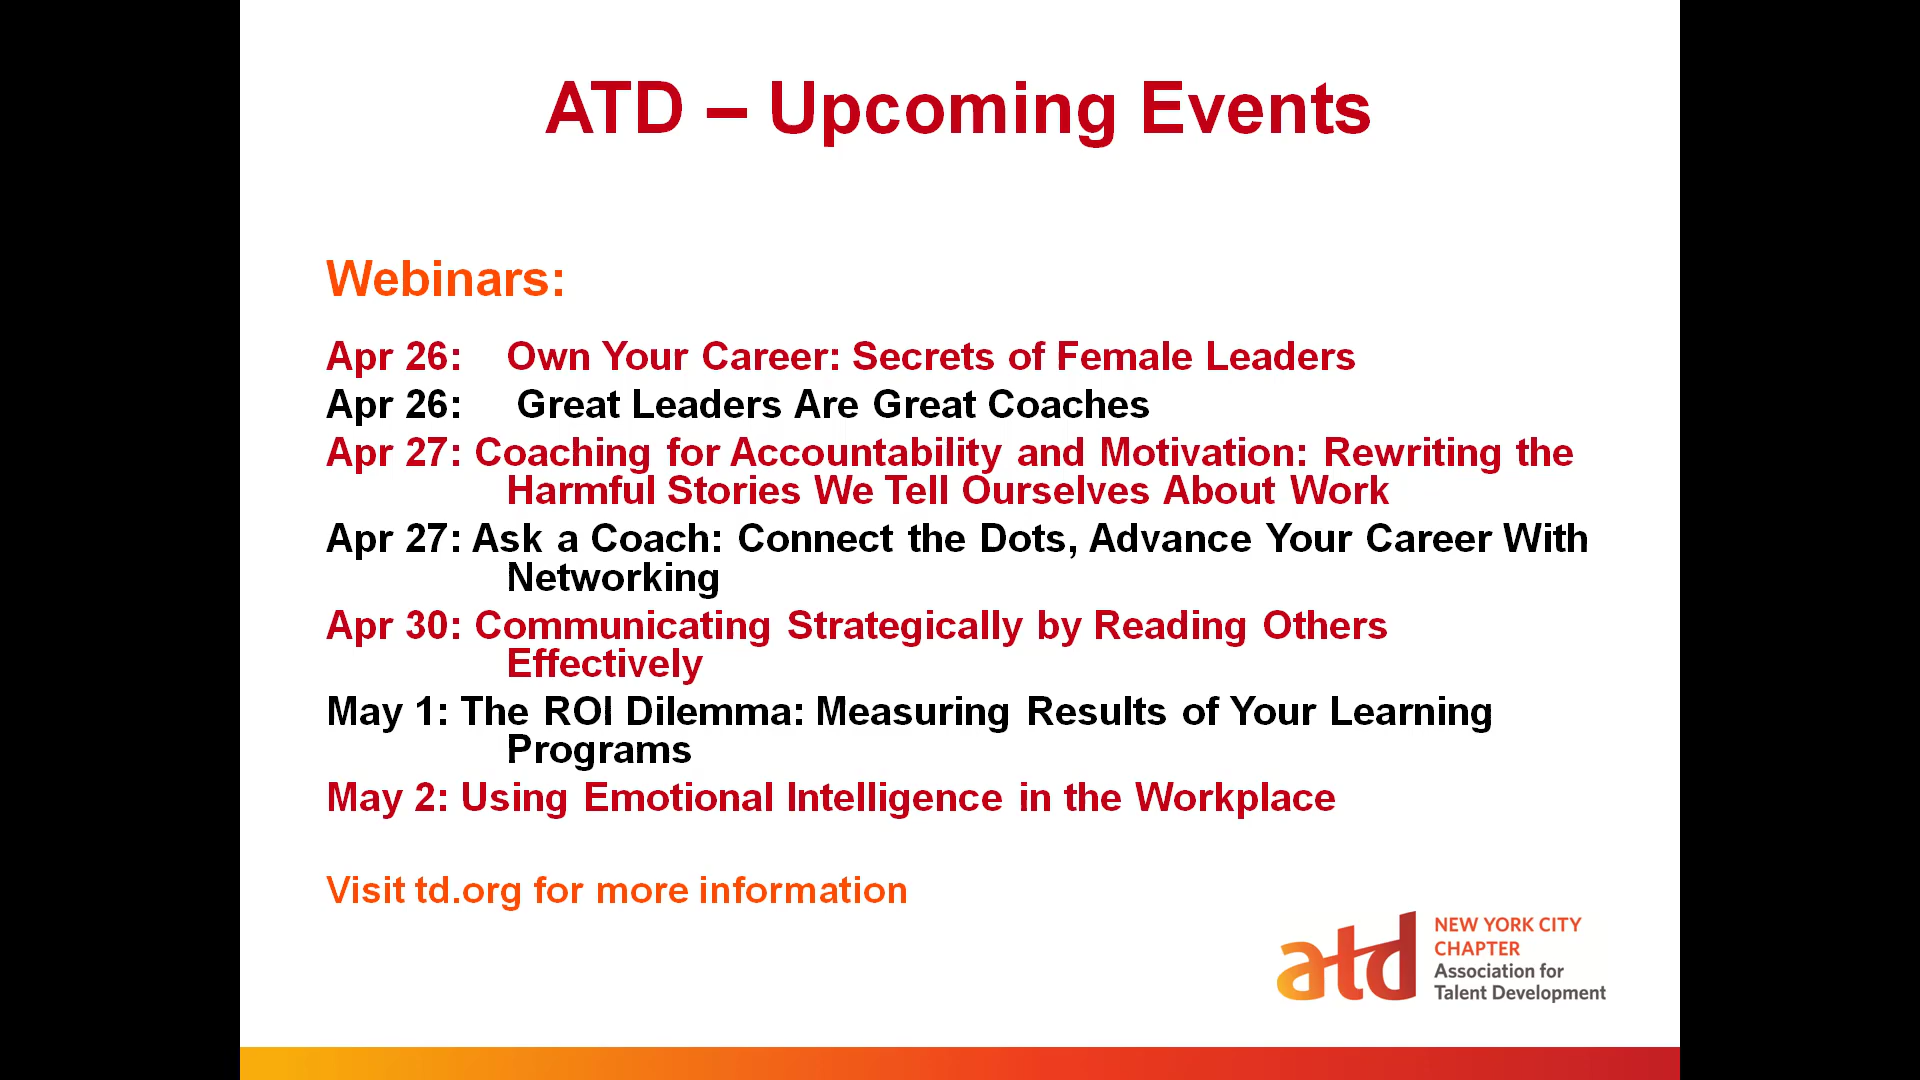 ATD – Upcoming Events
Webinars:
Apr 26: Own Your Career: Secrets of Female Leaders
Apr 26: Great Leaders Are Great Coaches
Apr 27: Coaching for Accountability and Motivation: Rewriting the
Harmful Stories We Tell Ourselves About Work
Apr 27: Ask a Coach: Connect the Dots, Advance Your Career With
Networking
Apr 30: Communicating Strategically by Reading Others
Effectively
May 1: The ROI Dilemma: Measuring Results of Your Learning
Programs
May 2: Using Emotional Intelligence in the Workplace
Visit td.org for more information
atd
NEW YORK CITY
CHAPTER
Association for
Talent Development